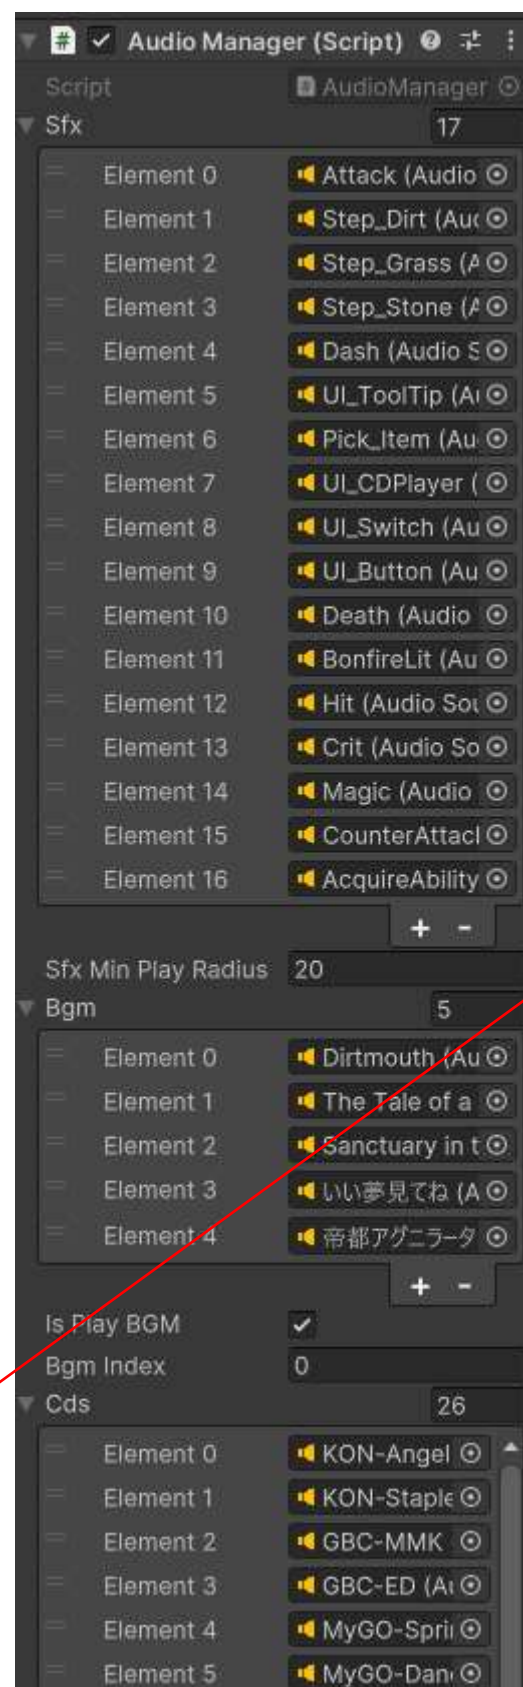 Audio Manager (Script)
Script AudioManager
Sfx 17
Element 0 Attack (Audio
Element 1 Step_Dirt (Au
Element 2 Step_Grass (A
Element 3 Step_Stone (A
Element 4 Dash (Audio S
Element 5 UI_ToolTip (A
Element 6 Pick_Item (Au
Element 7 UI_CDPlayer (
Element 8 UI_Switch (Au
Element 9 UI_Button (Au
Element 10 Death (Audio
Element 11 BonfireLit (Au
Element 12 Hit (Audio Sou
Element 13 Crit (Audio So
Element 14 Magic (Audio
Element 15 CounterAttacl
Element 16 AcquireAbility
+ -
Sfx Min Play Radius 20
Bgm 5
Element 0 Dirtmouth (Au
Element 1 The Tale of a
Element 2 Sanctuary in t
Element 3 いい夢見てね (A
Element 4 帝都アグニラータ
+ -
Is Play BGM
Bgm Index 0
Cds 26
Element 0 KON-Angel
Element 1 KON-Staple
Element 2 GBC-MMK
Element 3 GBC-ED (Au
Element 4 MyGO-Spri
Element 5 MyGO-Dan